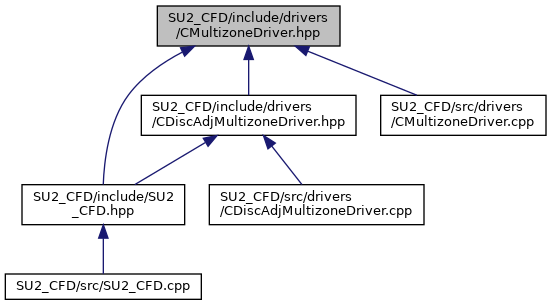 SU2_CFD/include/drivers
/CMultizoneDriver.hpp
SU2_CFD/include/drivers
/CDiscAdjMultizoneDriver.hpp
SU2_CFD/src/drivers
/CMultizoneDriver.cpp
SU2_CFD/include/SU2
_CFD.hpp
SU2_CFD/src/drivers
/CDiscAdjMultizoneDriver.cpp
SU2_CFD/src/SU2_CFD.cpp